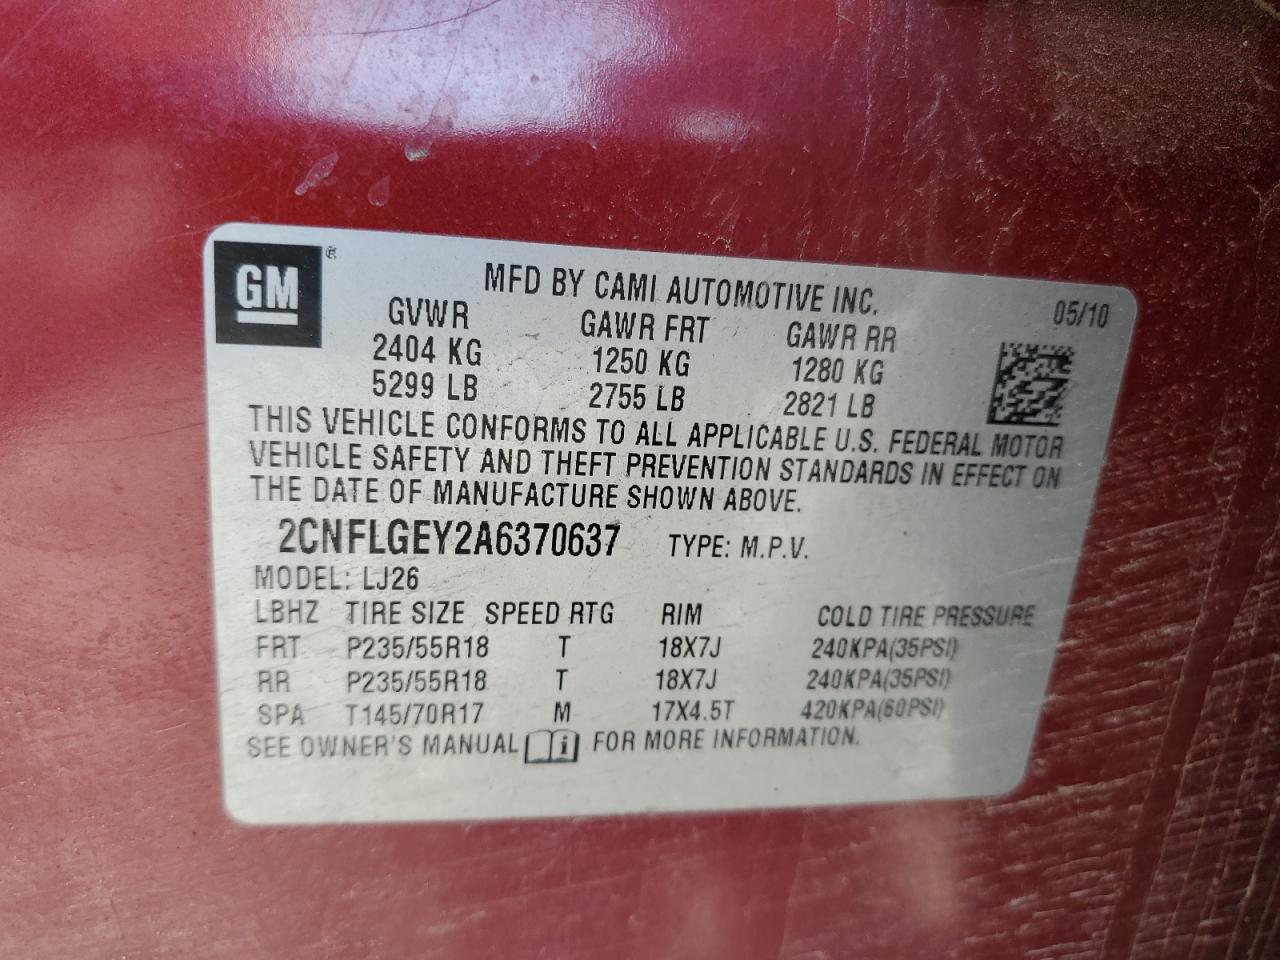 GM ®
MFD BY CAMI AUTOMOTIVE INC. 05/10
GVWR GAWR FRT GAWR RR
2404 KG 1250 KG 1280 KG
5299 LB 2755 LB 2821 LB
THIS VEHICLE CONFORMS TO ALL APPLICABLE U.S. FEDERAL MOTOR
VEHICLE SAFETY AND THEFT PREVENTION STANDARDS IN EFFECT ON
THE DATE OF MANUFACTURE SHOWN ABOVE.
2CNFLGEY2A6370637 TYPE: M.P.V.
MODEL: LJ26
LBHZ TIRE SIZE SPEED RTG RIM COLD TIRE PRESSURE
FRT P235/55R18 T 18X7J 240KPA(35PSI)
RR P235/55R18 T 18X7J 240KPA(35PSI)
SPA T145/70R17 M 17X4.5T 420KPA(60PSI)
SEE OWNER'S MANUAL i FOR MORE INFORMATION.